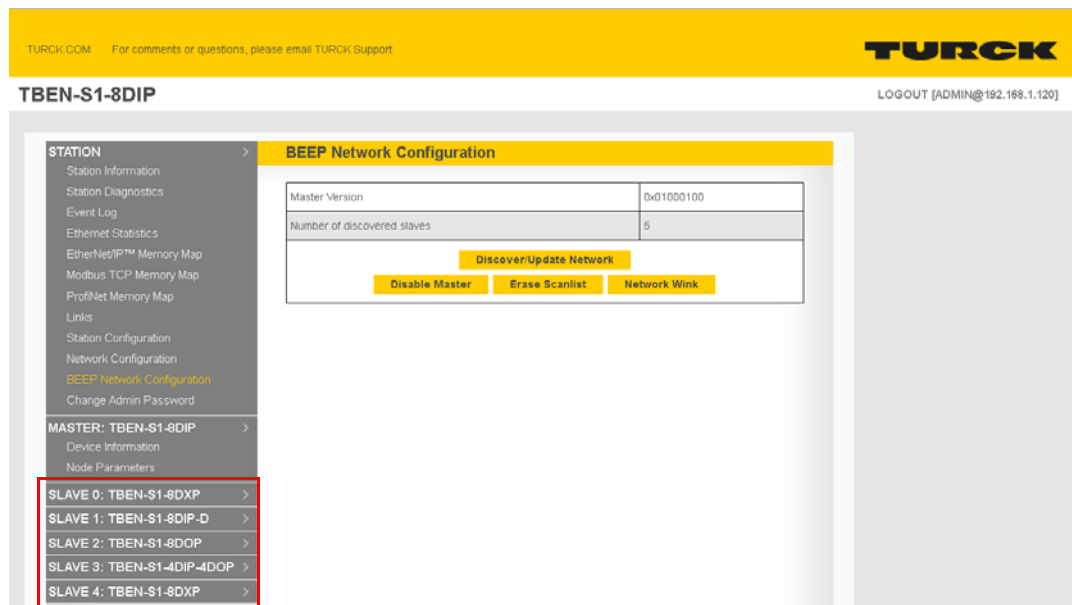 TURCK.COM For comments or questions, please email TURCK Support
TURCK
TBEN-S1-8DIP
LOGOUT [ADMIN@192.168.1.120]
STATION >
Station Information
Station Diagnostics
Event Log
Ethernet Statistics
EtherNet/IP™ Memory Map
Modbus TCP Memory Map
ProfiNet Memory Map
Links
Station Configuration
Network Configuration
BEEP Network Configuration
Change Admin Password
MASTER: TBEN-S1-8DIP >
Device Information
Node Parameters
SLAVE 0: TBEN-S1-8DXP >
SLAVE 1: TBEN-S1-8DIP-D >
SLAVE 2: TBEN-S1-8DOP >
SLAVE 3: TBEN-S1-4DIP-4DOP >
SLAVE 4: TBEN-S1-8DXP >
BEEP Network Configuration
Master Version 0x01000100
Number of discovered slaves 5
Discover/Update Network
Disable Master Erase Scanlist Network Wink